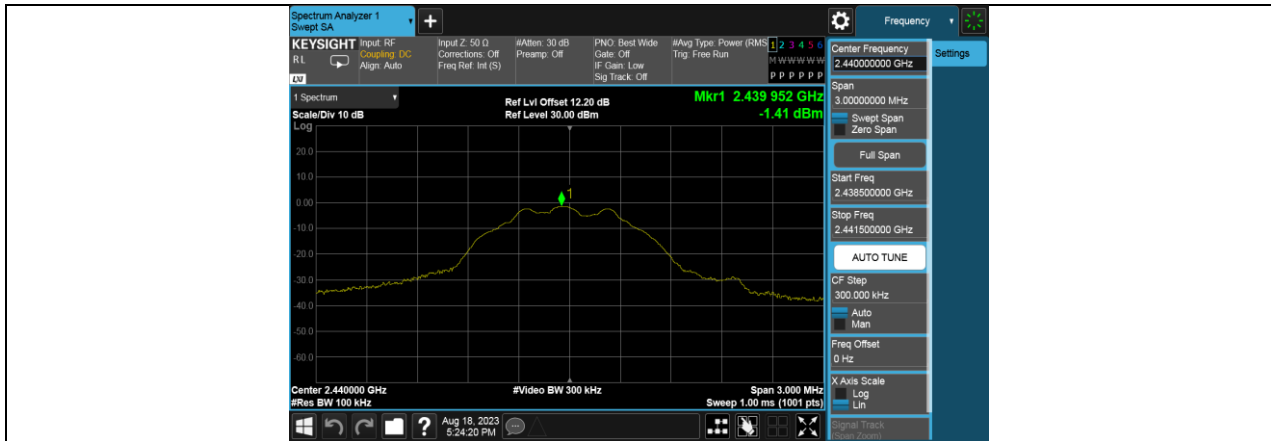 Spectrum Analyzer 1
Swept SA
Frequency
KEYSIGHT
RL
LXI
Input: RF
Coupling: DC
Align: Auto
Input Z: 50 Ω
Corrections: Off
Freq Ref: Int (S)
#Atten: 30 dB
Preamp: Off
PNO: Best Wide
Gate: Off
IF Gain: Low
Sig Track: Off
#Avg Type: Power (RMS
Trig: Free Run
1 2 3 4 5 6
M W W W W W
P P P P P P
1 Spectrum
Scale/Div 10 dB
Ref Lvl Offset 12.20 dB
Ref Level 30.00 dBm
Mkr1 2.439 952 GHz
-1.41 dBm
Log
20.0
10.0
0.00
-10.0
-20.0
-30.0
-40.0
-50.0
-60.0
1
Center 2.440000 GHz
#Res BW 100 kHz
#Video BW 300 kHz
Span 3.000 MHz
Sweep 1.00 ms (1001 pts)
Aug 18, 2023
5:24:20 PM
Settings
Center Frequency
2.440000000 GHz
Span
3.00000000 MHz
Swept Span
Zero Span
Full Span
Start Freq
2.438500000 GHz
Stop Freq
2.441500000 GHz
AUTO TUNE
CF Step
300.000 kHz
Auto
Man
Freq Offset
0 Hz
X Axis Scale
Log
Lin
Signal Track
(Span Zoom)